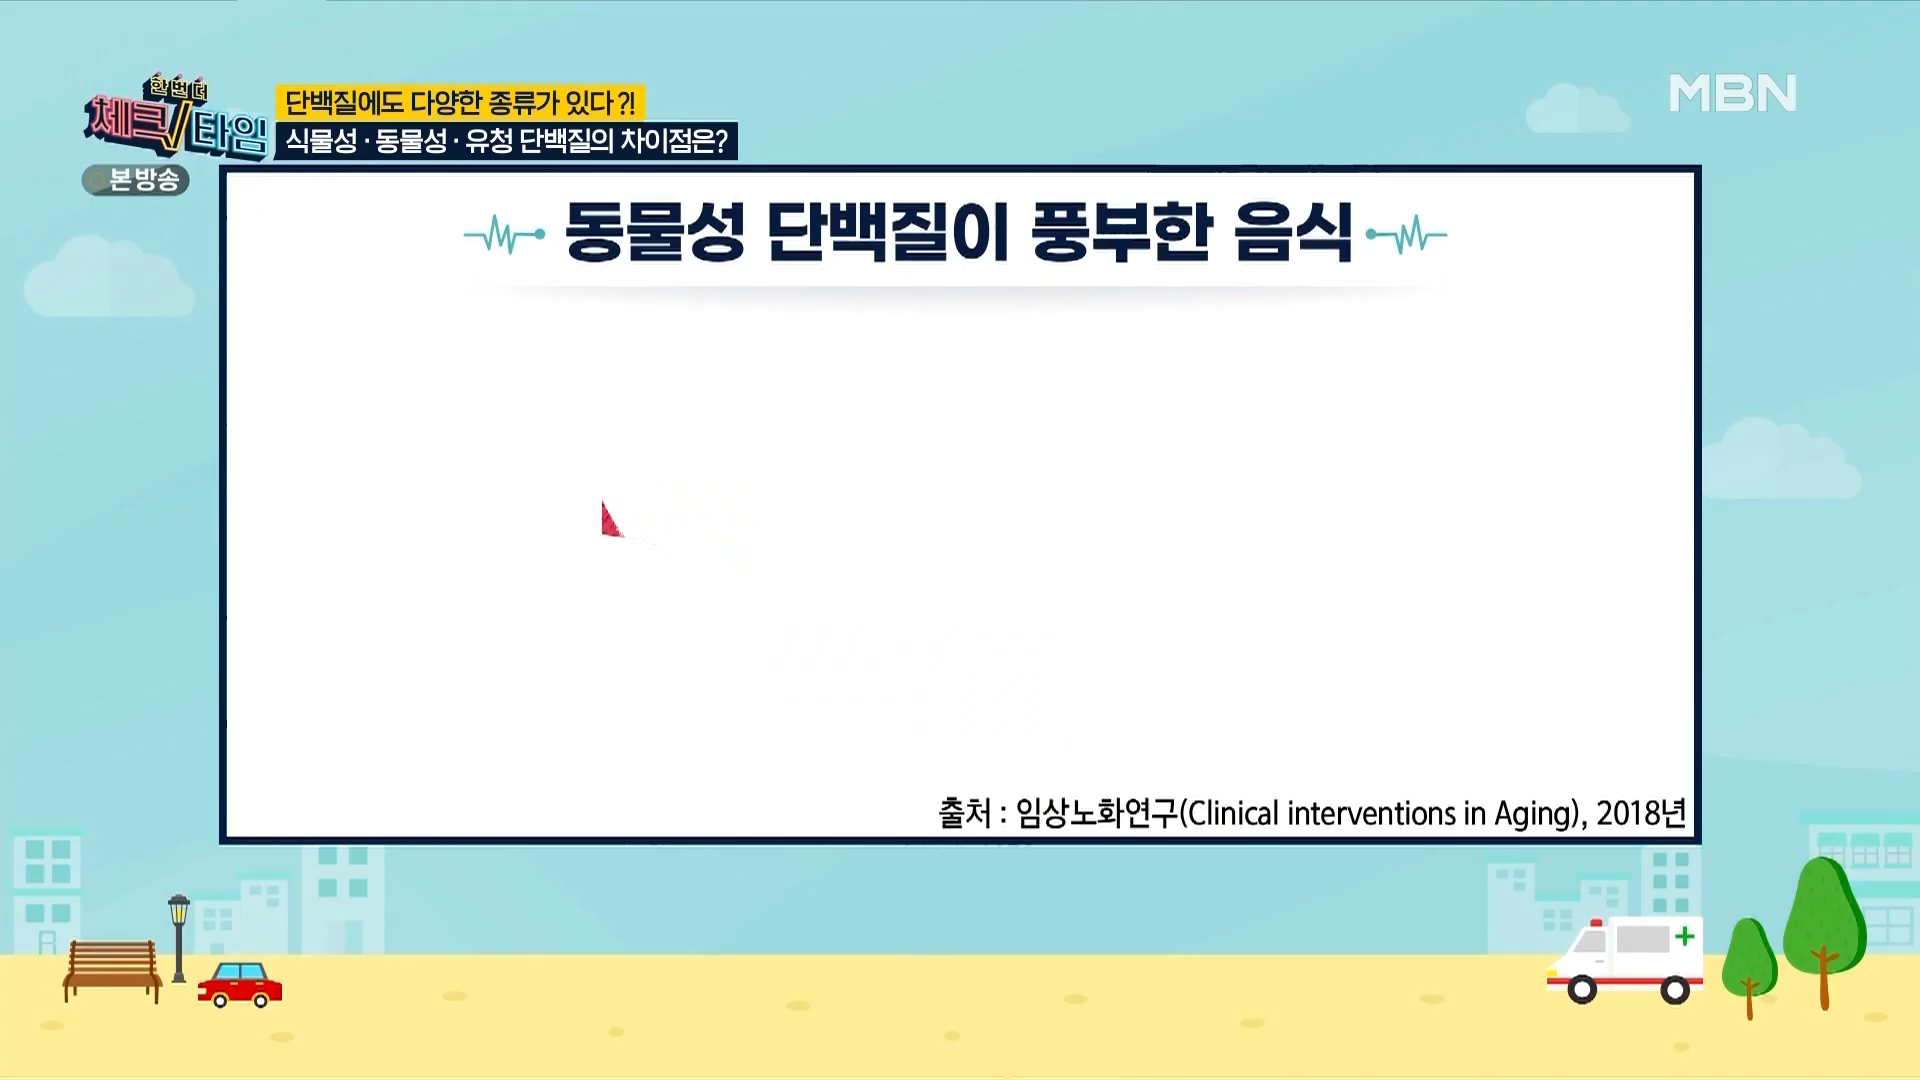 한 번 더
체크타임
단백질에도 다양한 종류가 있다?!
식물성·동물성·유청 단백질의 차이점은?
MBN
본방송
동물성 단백질이 풍부한 음식
출처 : 임상노화연구(Clinical interventions in Aging), 2018년